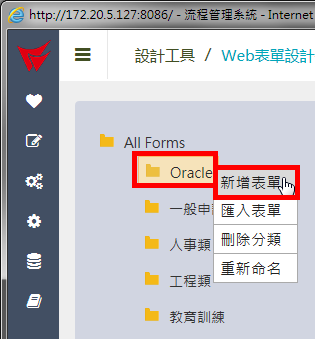 http://172.20.5.127:8086/ - 流程管理系統 - Internet
設計工具 / Web表單設計
All Forms
Oracle
新增表單
一般申
匯入表單
人事類
刪除分類
工程類
重新命名
教育訓練